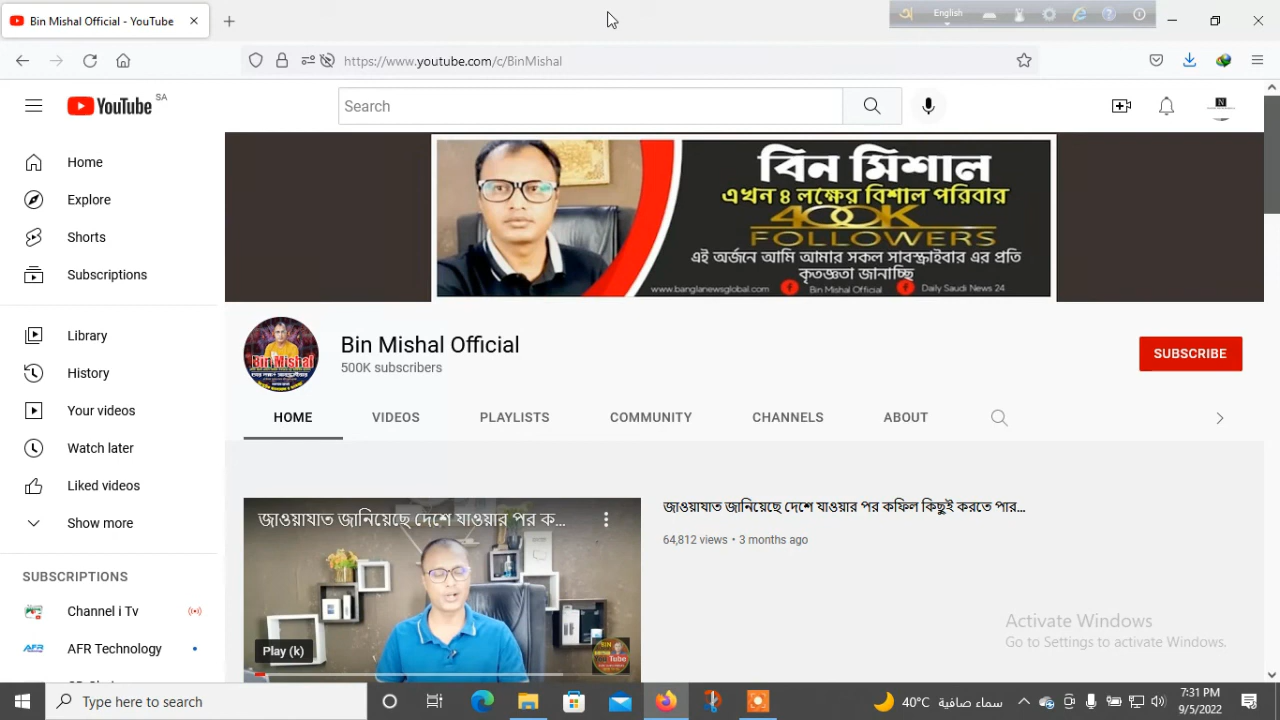 Bin Mishal Official - YouTube
English
https://www.youtube.com/c/BinMishal
YouTube SA
Search
Home
Explore
Shorts
Subscriptions
Library
History
Your videos
Watch later
Liked videos
Show more
SUBSCRIPTIONS
Channel i Tv
AFR Technology
বিন মিশাল
এখন ৪ লক্ষের বিশাল পরিবার
400K
FOLLOWERS
এই অর্জনে আমি আমার সকল সাবস্ক্রাইবার এর প্রতি
কৃতজ্ঞতা জানাচ্ছি
www.banglanewsglobal.com Bin Mishal Official Daily Saudi News 24
Bin Mishal
Bin Mishal Official
500K subscribers
SUBSCRIBE
HOME VIDEOS PLAYLISTS COMMUNITY CHANNELS ABOUT
জাওয়াযাত জানিয়েছে দেশে যাওয়ার পর ক...
Play (k)
জাওয়াযাত জানিয়েছে দেশে যাওয়ার পর কফিল কিছুই করতে পার...
64,812 views • 3 months ago
Activate Windows
Go to Settings to activate Windows.
Type here to search
40°C سماء صافية
7:31 PM
9/5/2022